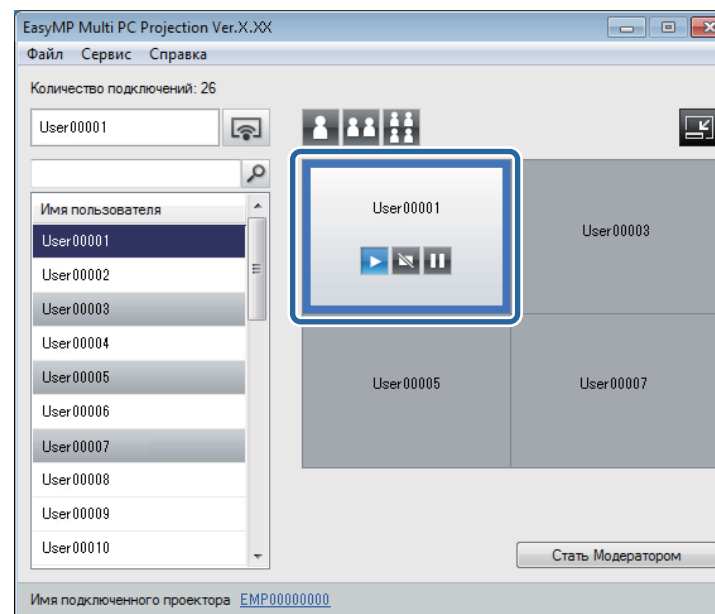 EasyMP Multi PC Projection Ver.X.XX
Файл Сервис Справка
Количество подключений: 26
User00001
Имя пользователя
User00001
User00002
User00003
User00004
User00005
User00006
User00007
User00008
User00009
User00010
User00001
User00003
User00005
User00007
Стать Модератором
Имя подключенного проектора EMP00000000